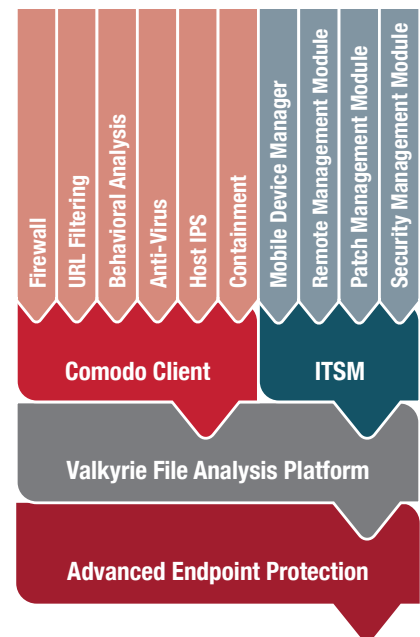 Firewall
URL Filtering
Behavioral Analysis
Anti-Virus
Host IPS
Containment
Mobile Device Manager
Remote Management Module
Patch Management Module
Security Management Module
Comodo Client
ITSM
Valkyrie File Analysis Platform
Advanced Endpoint Protection